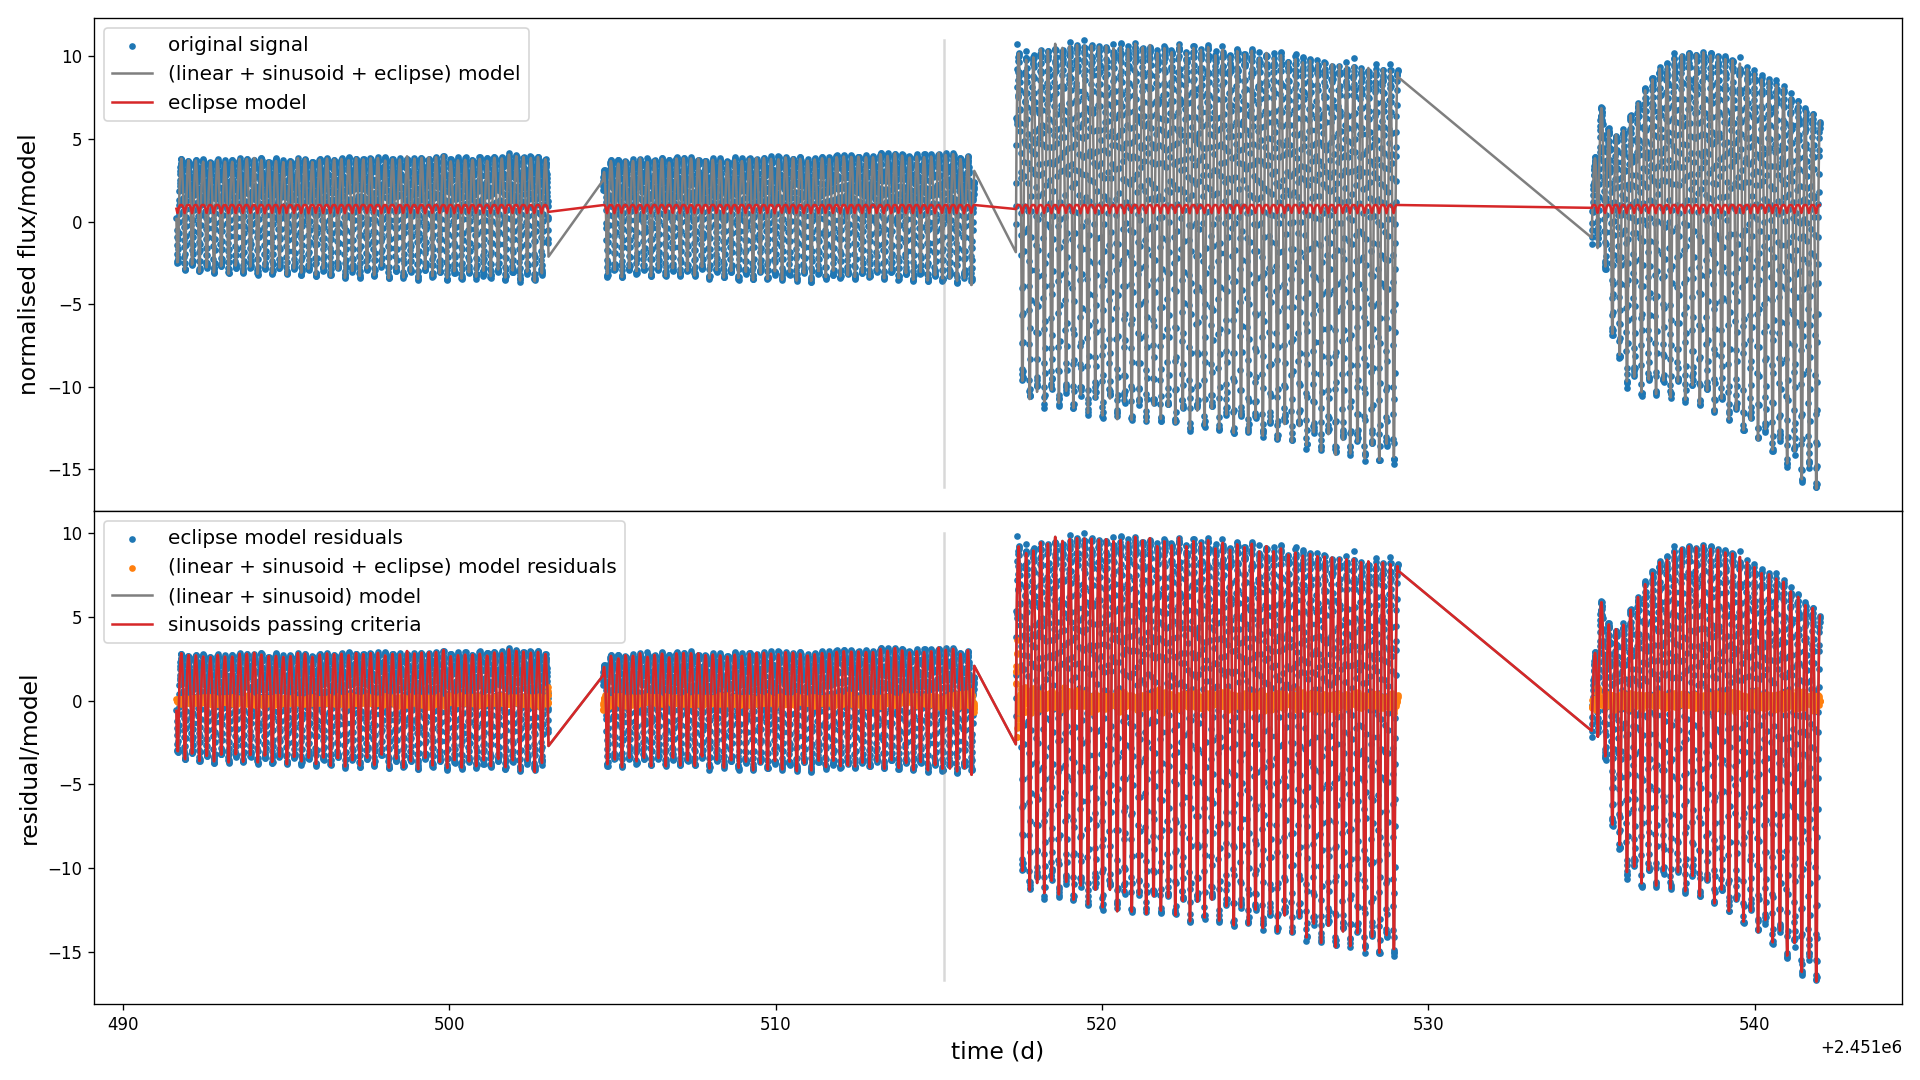 original signal
(linear + sinusoid + eclipse) model
eclipse model
10
5
0
−5
−10
−15
normalised flux/model
eclipse model residuals
(linear + sinusoid + eclipse) model residuals
(linear + sinusoid) model
sinusoids passing criteria
10
5
0
−5
−10
−15
residual/model
490
500
510
520
530
540
time (d)
+2.451e6